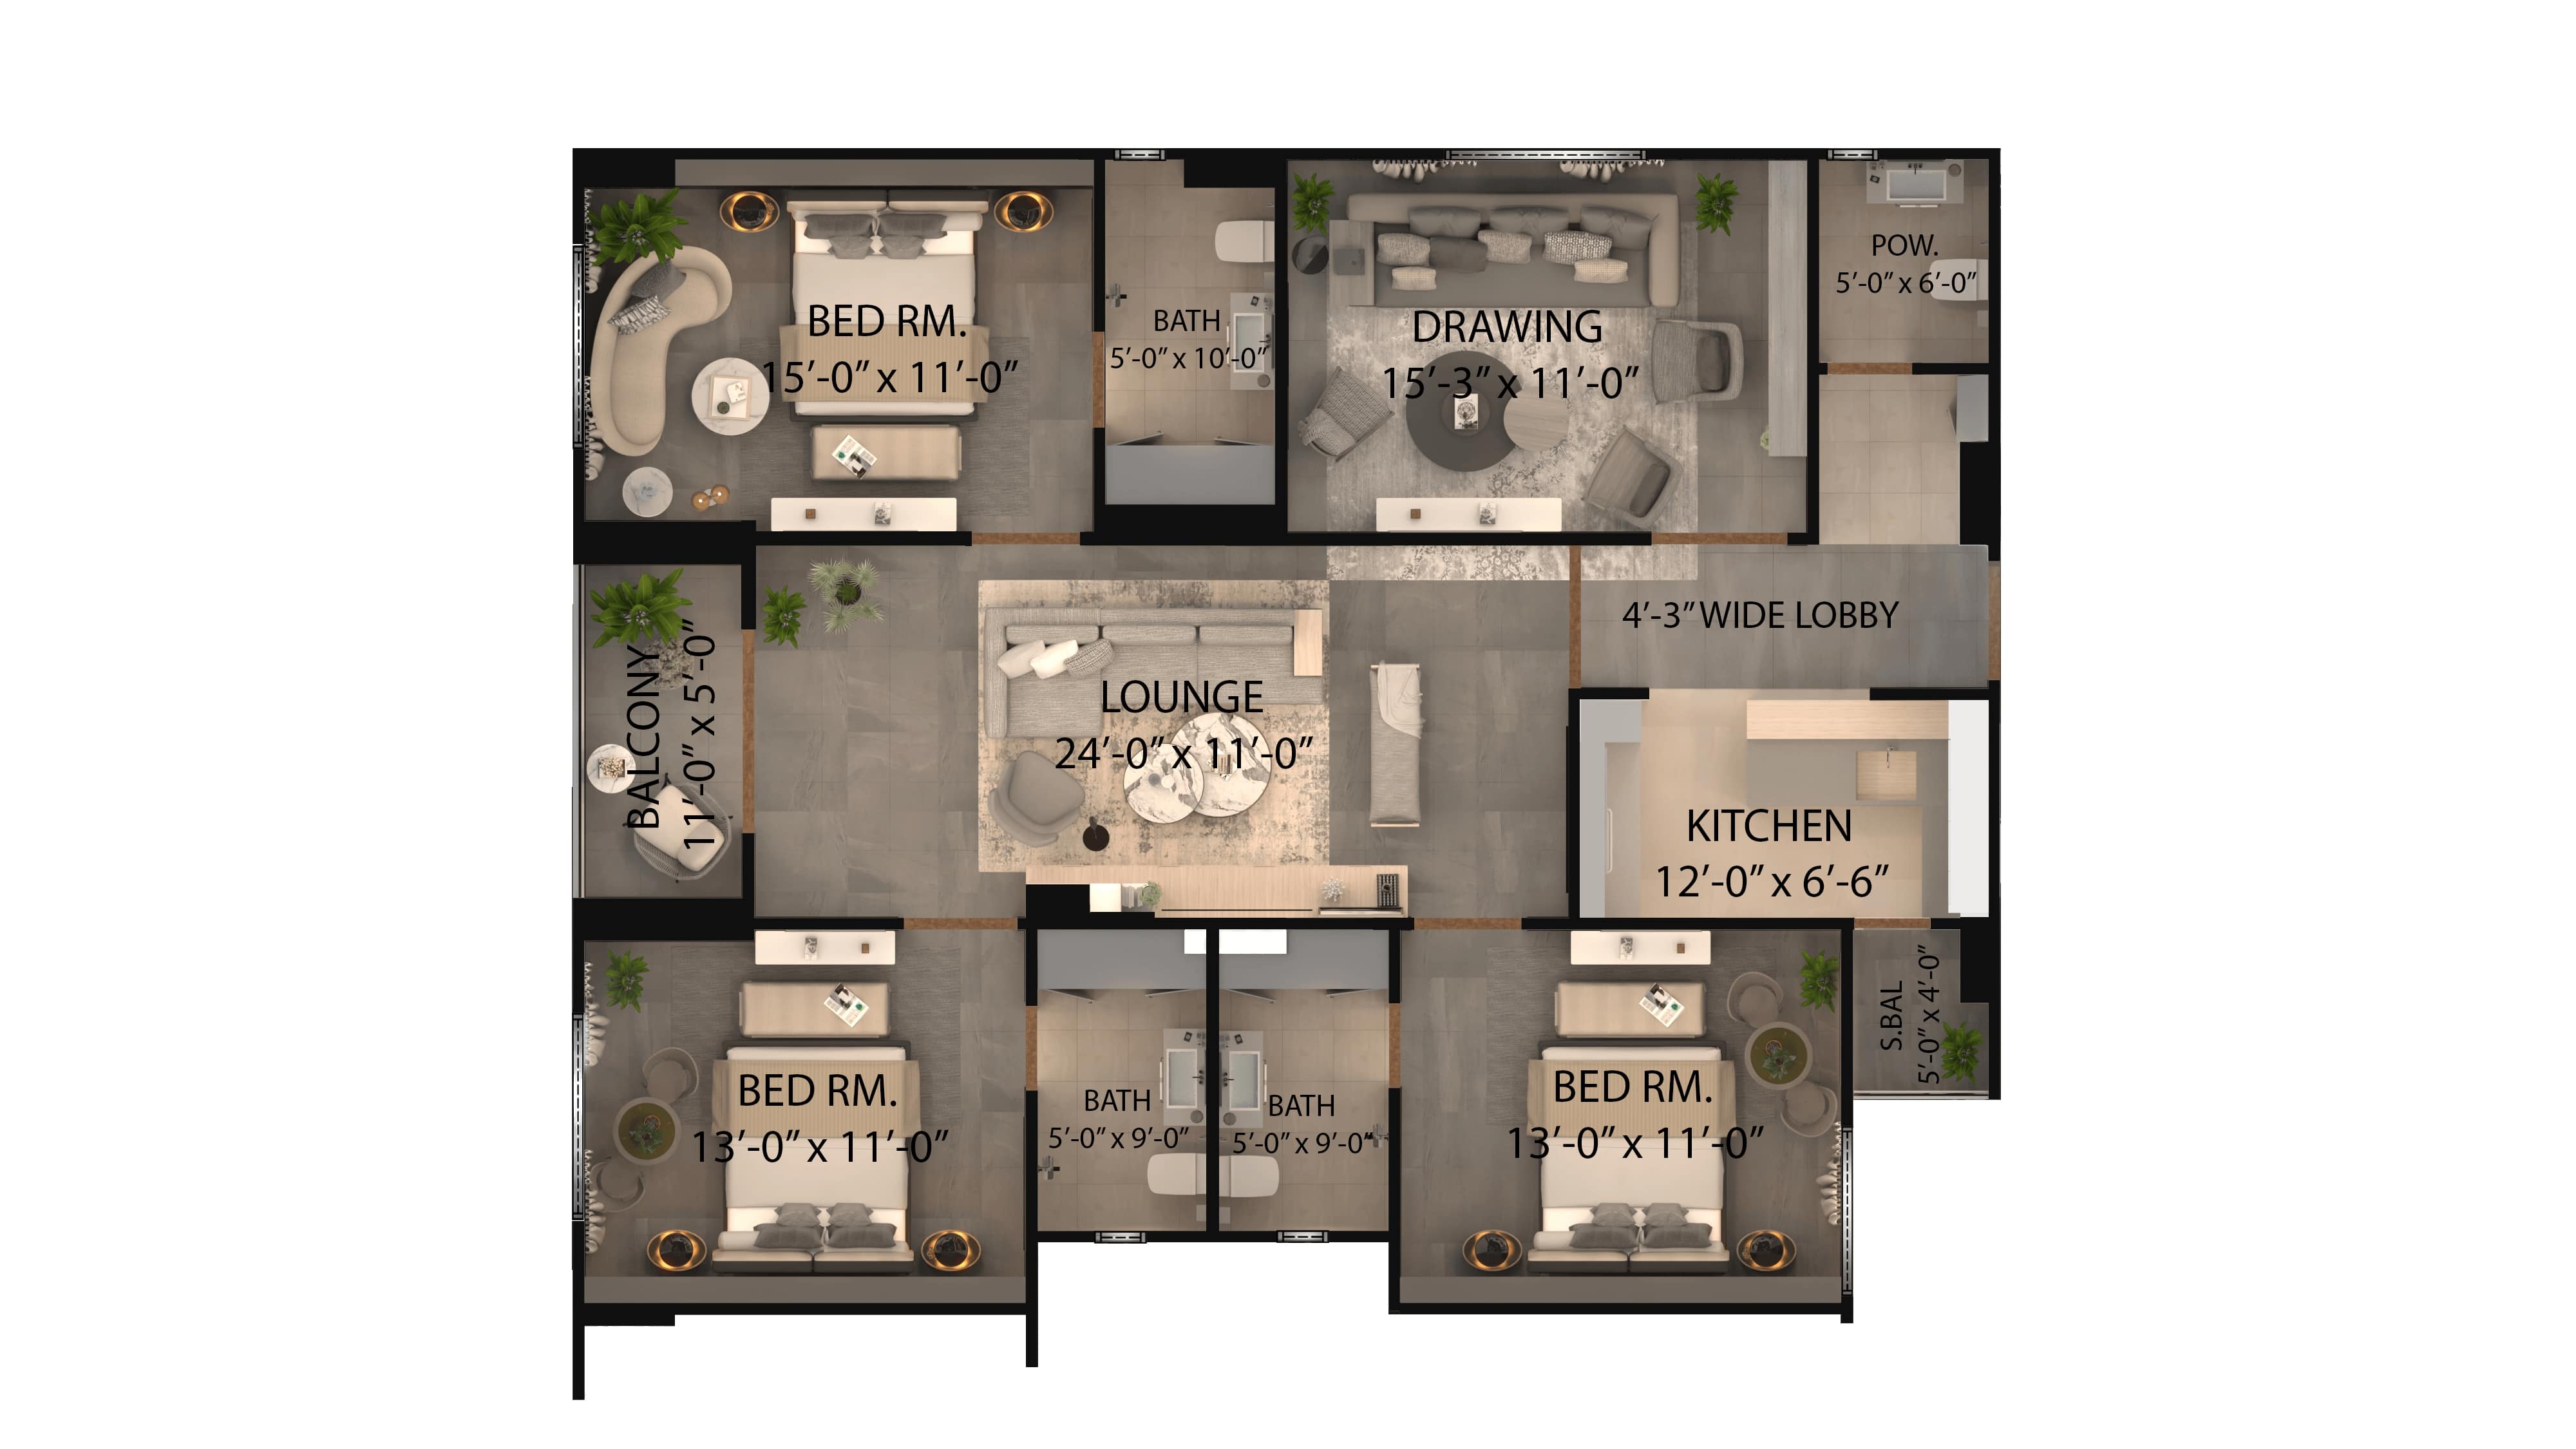 BED RM.
15’-0” x 11’-0”
BATH
5’-0” x 10’-0”
DRAWING
15’-3” x 11’-0”
POW.
5’-0” x 6’-0”
BALCONY
11’-0” x 5’-0”
LOUNGE
24’-0” x 11’-0”
4’-3” WIDE LOBBY
KITCHEN
12’-0” x 6’-6”
BED RM.
13’-0” x 11’-0”
BATH
5’-0” x 9’-0”
BATH
5’-0” x 9’-0”
BED RM.
13’-0” x 11’-0”
S.BAL
5’-0” x 4’-0”